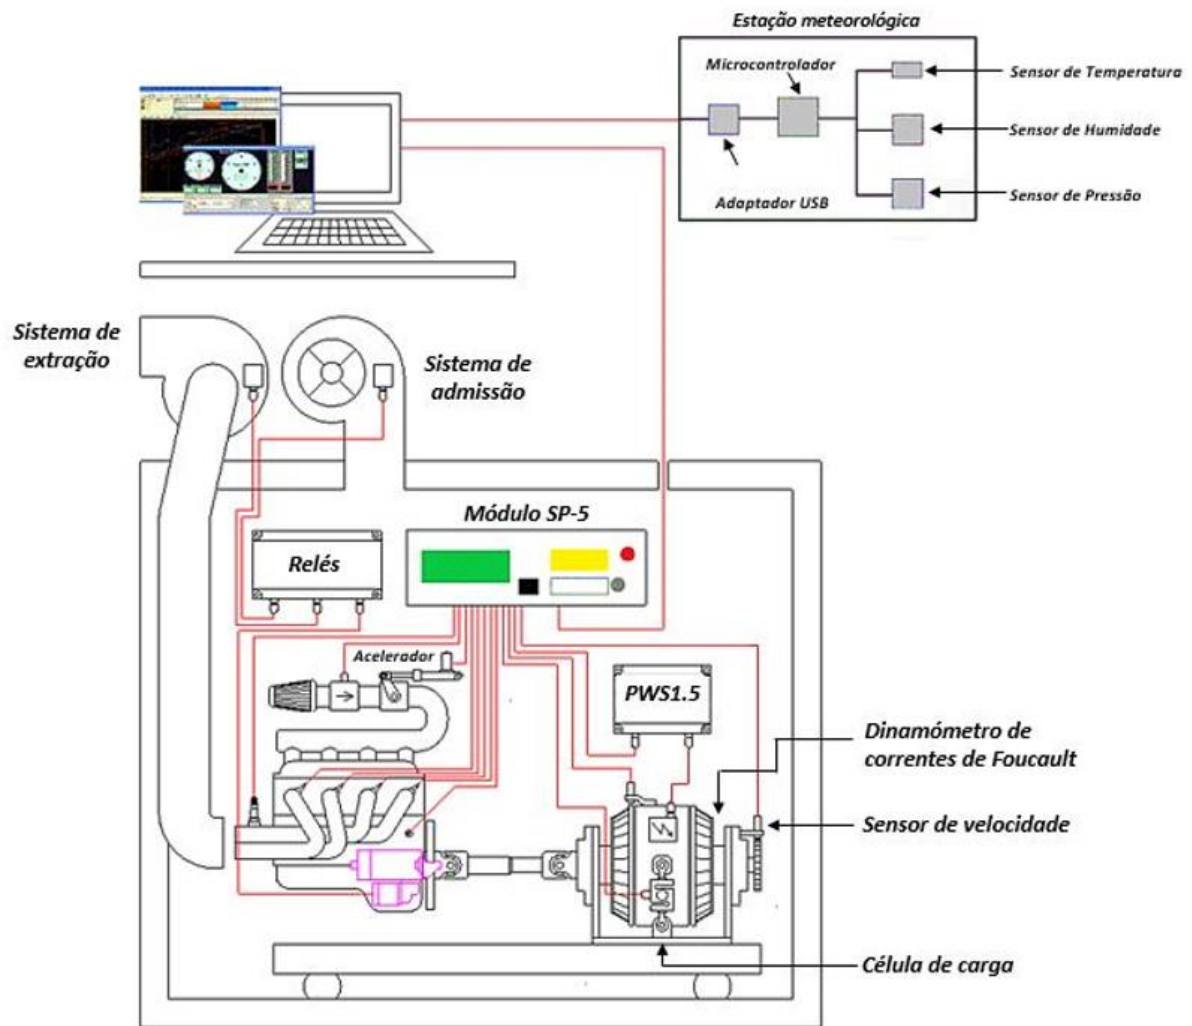 Estação meteorológica
Microcontrolador
Sensor de Temperatura
Sensor de Humidade
Adaptador USB
Sensor de Pressão
Sistema de
extração
Sistema de
admissão
Módulo SP-5
Relés
Acelerador
PWS1.5
Dinamómetro de
correntes de Foucault
Sensor de velocidade
Célula de carga